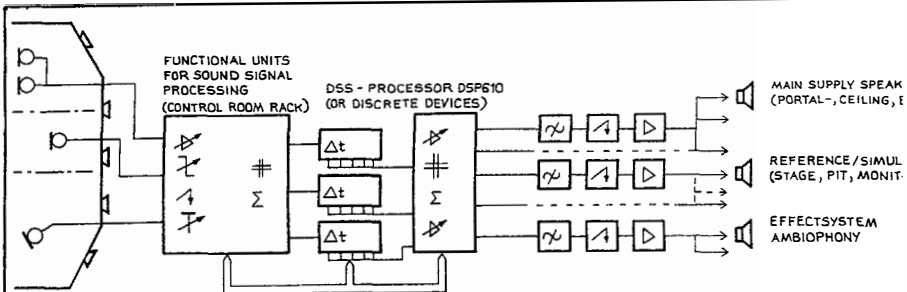 FUNCTIONAL UNITS
FOR SOUND SIGNAL
PROCESSING
(CONTROL ROOM RACK)
DSS - PROCESSOR DSP610
(OR DISCRETE DEVICES)
Δt
Δt
Δt
Σ
Σ
MAIN SUPPLY SPEAK
(PORTAL-, CEILING, E
REFERENCE/SIMUL
(STAGE, PIT, MONIT-
EFFECTSYSTEM
AMBIOPHONY